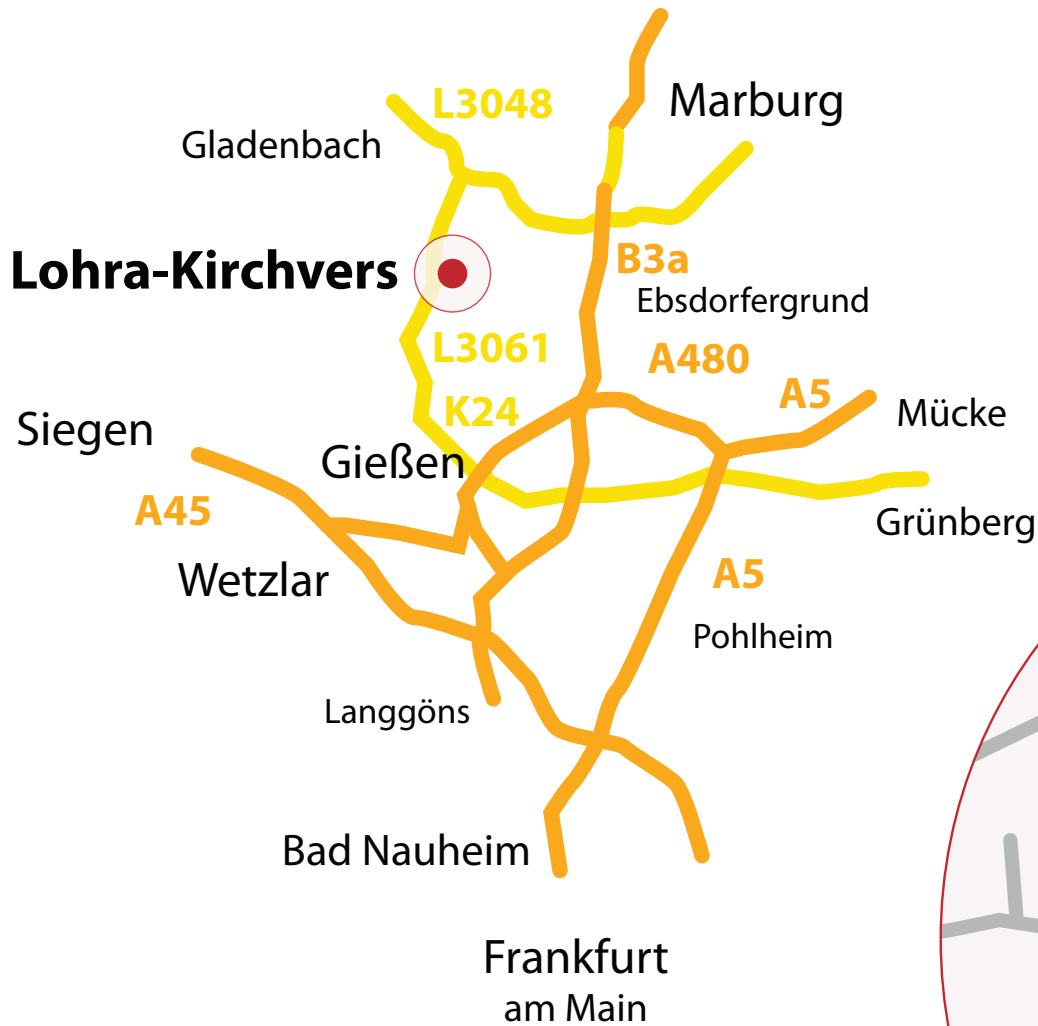 L3048
Marburg
Gladenbach
Lohra-Kirchvers
B3a
Ebsdorfergrund
L3061
A480
A5
K24
Mücke
Siegen
Gießen
A45
Grünberg
Wetzlar
A5
Pohlheim
Langgöns
Bad Nauheim
Frankfurt
am Main